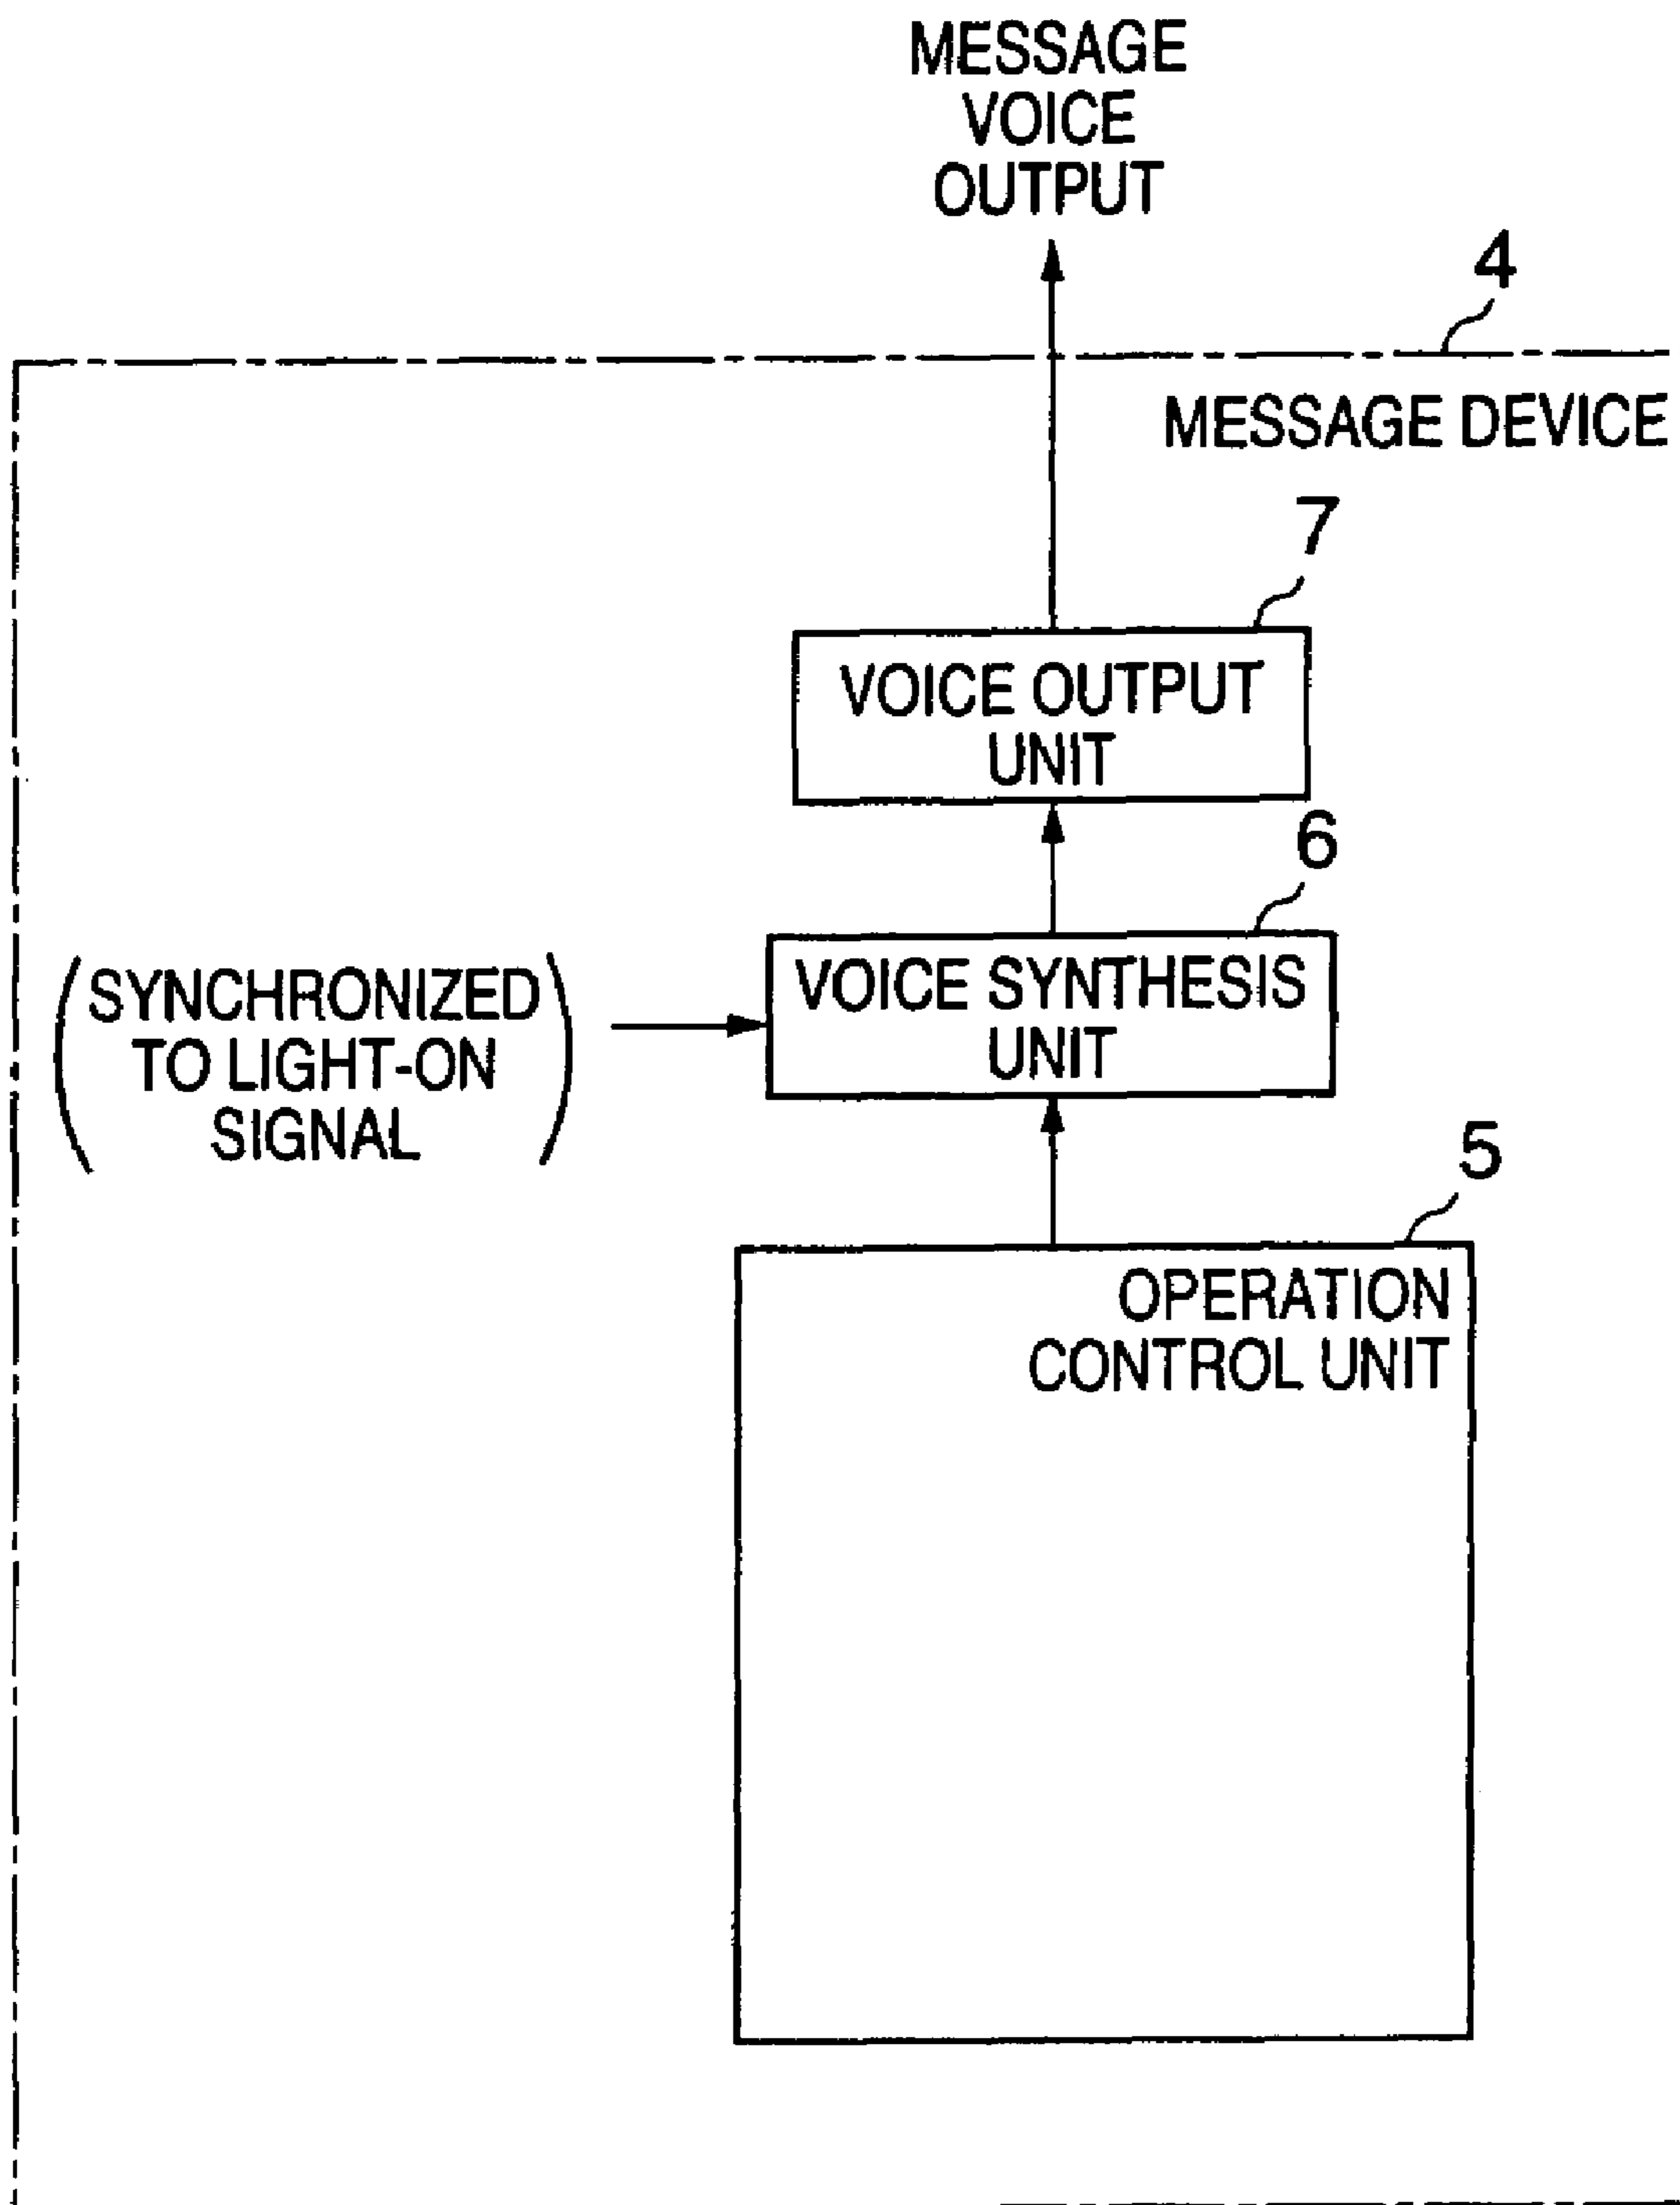 MESSAGE
VOICE
OUTPUT
4
MESSAGE DEVICE
7
VOICE OUTPUT
UNIT
6
VOICE SYNTHESIS
UNIT
(SYNCHRONIZED
TO LIGHT-ON
SIGNAL)
5
OPERATION
CONTROL UNIT